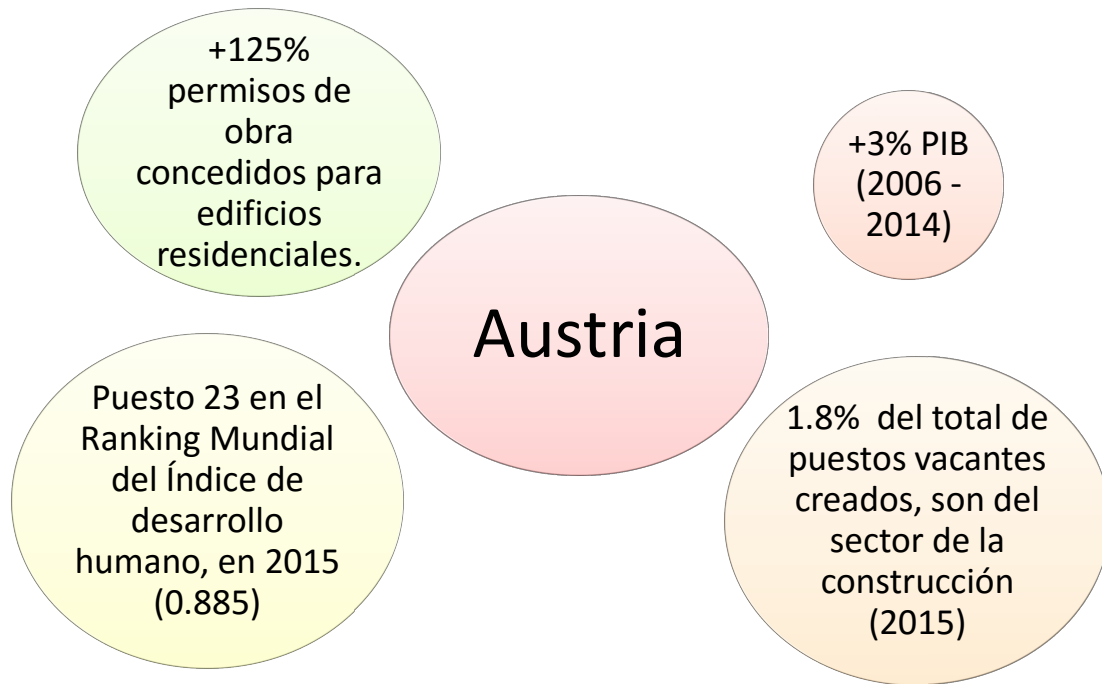 +125%
permisos de
obra
concedidos para
edificios
residenciales.
+3% PIB
(2006 -
2014)
Austria
Puesto 23 en el
Ranking Mundial
del Índice de
desarrollo
humano, en 2015
(0.885)
1.8%  del total de
puestos vacantes
creados, son del
sector de la
construcción
(2015)